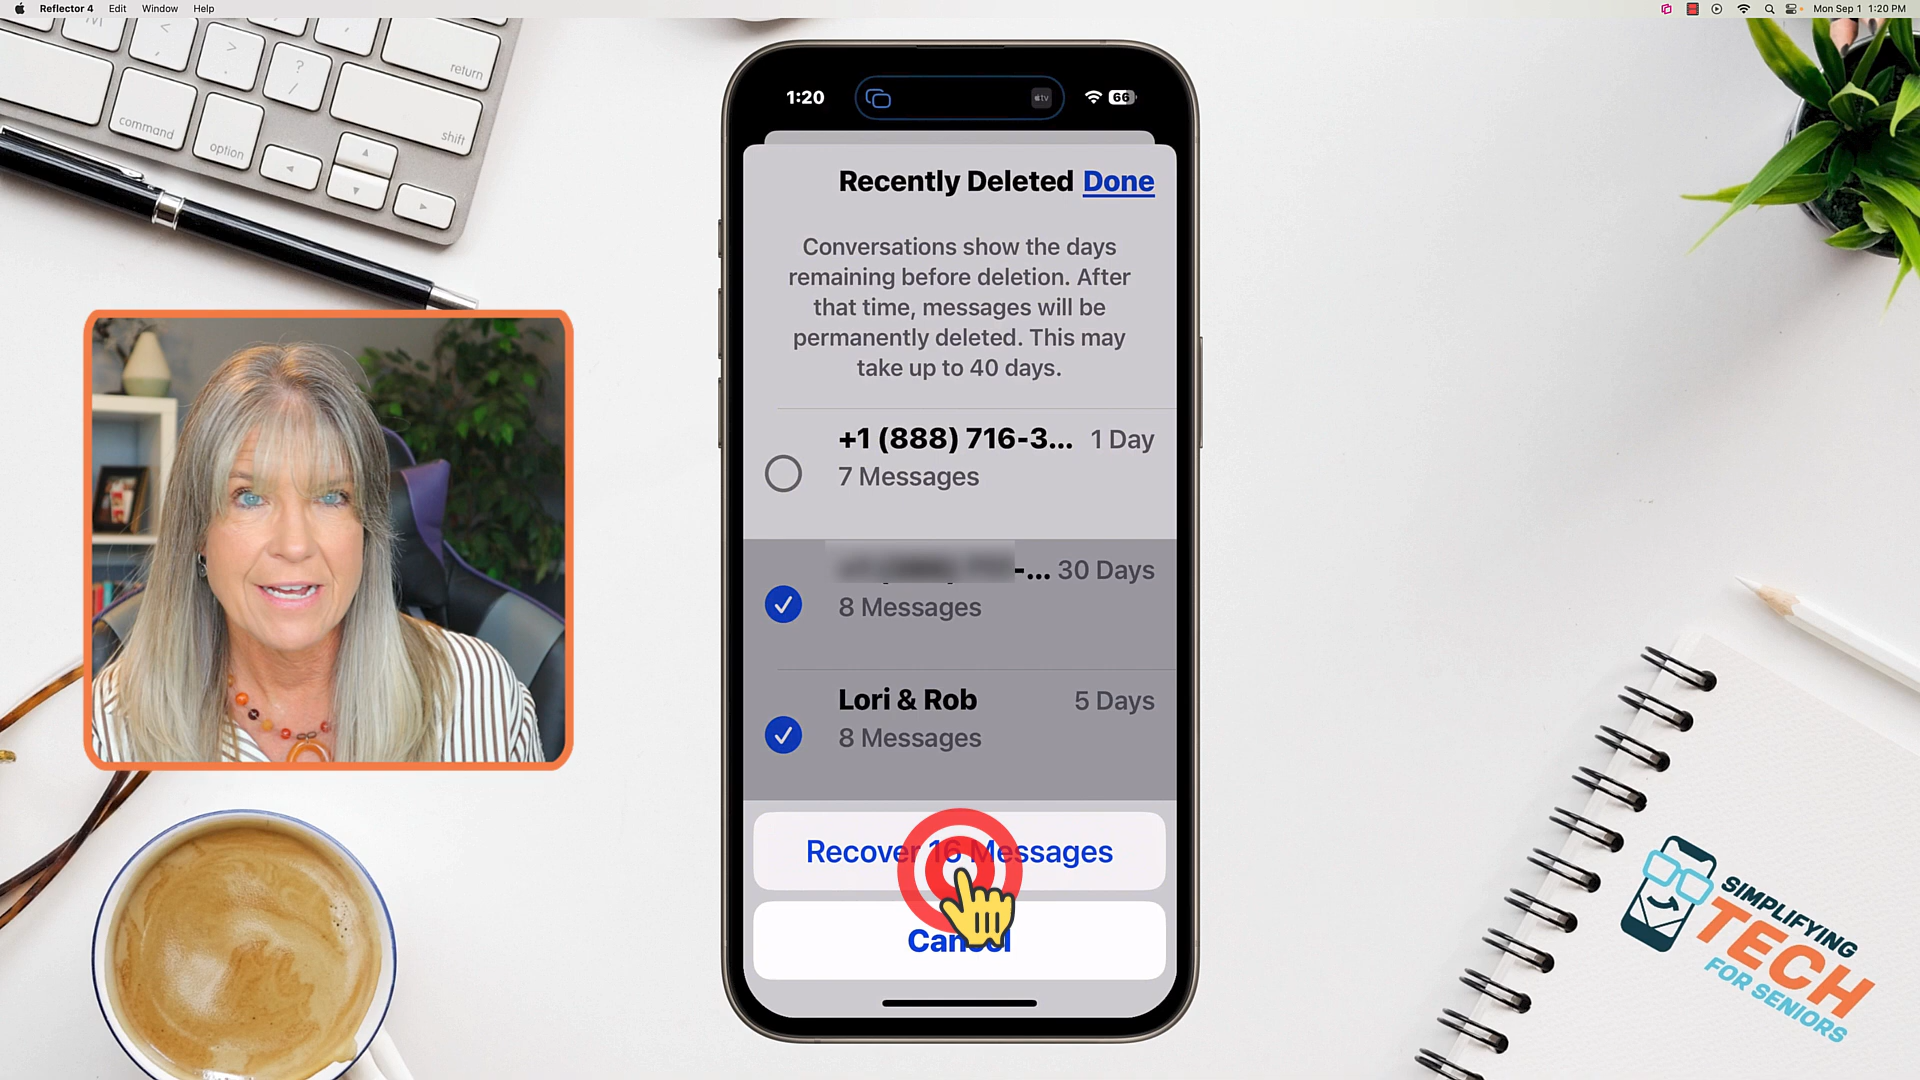 Reflector 4 Edit Window Help
Mon Sep 1 1:20 PM
return
command
option
shift
1:20
tv
66
Recently Deleted Done
Conversations show the days
remaining before deletion. After
that time, messages will be
permanently deleted. This may
take up to 40 days.
+1 (888) 716-3... 1 Day
7 Messages
-... 30 Days
8 Messages
Lori & Rob 5 Days
8 Messages
Recover 16 Messages
Cancel
SIMPLIFYING
TECH
FOR SENIORS